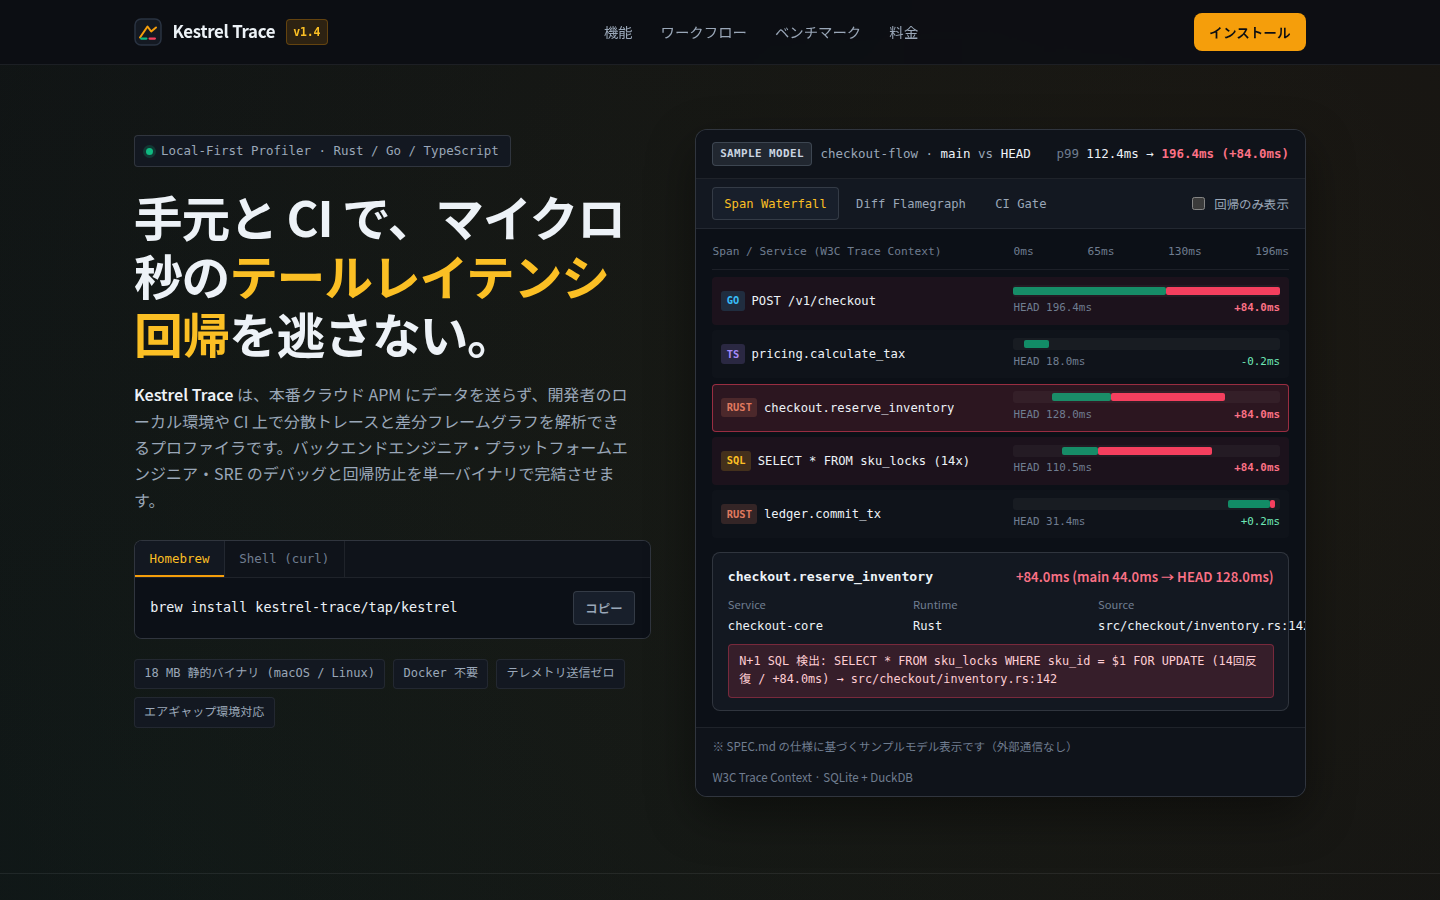 Kestrel Trace v1.4 機能 ワークフロー ベンチマーク 料金 インストール
Local-First Profiler · Rust / Go / TypeScript
手元と CI で、マイクロ
秒のテールレイテンシ
回帰を逃さない。
Kestrel Trace は、本番クラウド APM にデータを送らず、開発者のロ
ーカル環境や CI 上で分散トレースと差分フレームグラフを解析でき
るプロファイラです。バックエンドエンジニア・プラットフォームエ
ンジニア・SRE のデバッグと回帰防止を単一バイナリで完結させま
す。
Homebrew Shell (curl)
brew install kestrel-trace/tap/kestrel コピー
18 MB 静的バイナリ (macOS / Linux) Docker 不要 テレメトリ送信ゼロ
エアギャップ環境対応
SAMPLE MODEL checkout-flow · main vs HEAD p99 112.4ms → 196.4ms (+84.0ms)
Span Waterfall Diff Flamegraph CI Gate 回帰のみ表示
Span / Service (W3C Trace Context) 0ms 65ms 130ms 196ms
GO POST /v1/checkout HEAD 196.4ms +84.0ms
TS pricing.calculate_tax HEAD 18.0ms -0.2ms
RUST checkout.reserve_inventory HEAD 128.0ms +84.0ms
SQL SELECT * FROM sku_locks (14x) HEAD 110.5ms +84.0ms
RUST ledger.commit_tx HEAD 31.4ms +0.2ms
checkout.reserve_inventory +84.0ms (main 44.0ms → HEAD 128.0ms)
Service Runtime Source
checkout-core Rust src/checkout/inventory.rs:142
N+1 SQL 検出: SELECT * FROM sku_locks WHERE sku_id = $1 FOR UPDATE (14回反
復 / +84.0ms) → src/checkout/inventory.rs:142
※ SPEC.md の仕様に基づくサンプルモデル表示です（外部通信なし）
W3C Trace Context · SQLite + DuckDB